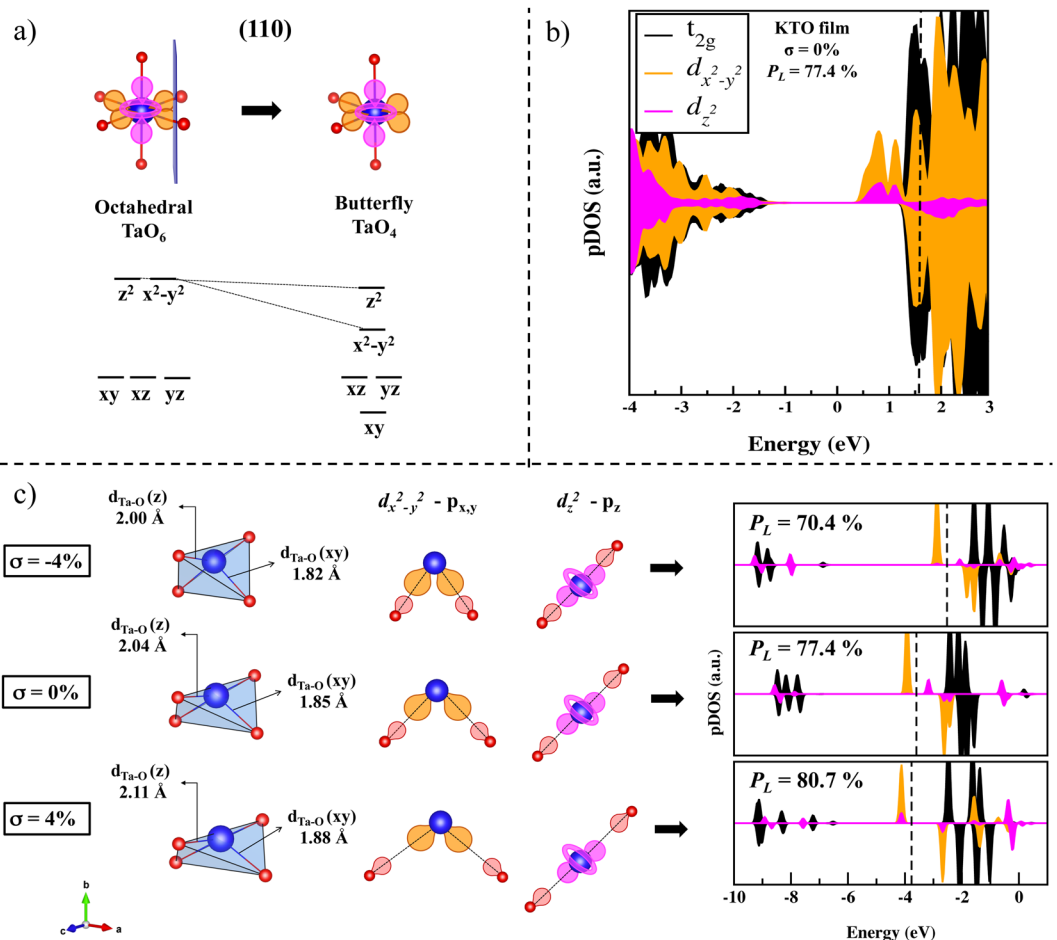 a)
(110)
Octahedral
TaO6
Butterfly
TaO4
z2 x2-y2
z2
x2-y2
xy xz yz
xz yz
xy
b)
t2g
dx2-y2
dz2
KTO film
σ = 0%
PL = 77.4 %
pDOS (a.u.)
-4 -3 -2 -1 0 1 2 3
Energy (eV)
c)
dx2-y2 - px,y
dz2 - pz
σ = -4%
dTa-O (z)
2.00 Å
dTa-O (xy)
1.82 Å
PL = 70.4 %
σ = 0%
dTa-O (z)
2.04 Å
dTa-O (xy)
1.85 Å
PL = 77.4 %
σ = 4%
dTa-O (z)
2.11 Å
dTa-O (xy)
1.88 Å
PL = 80.7 %
pDOS (a.u.)
-10 -8 -6 -4 -2 0
Energy (eV)
b
c
a